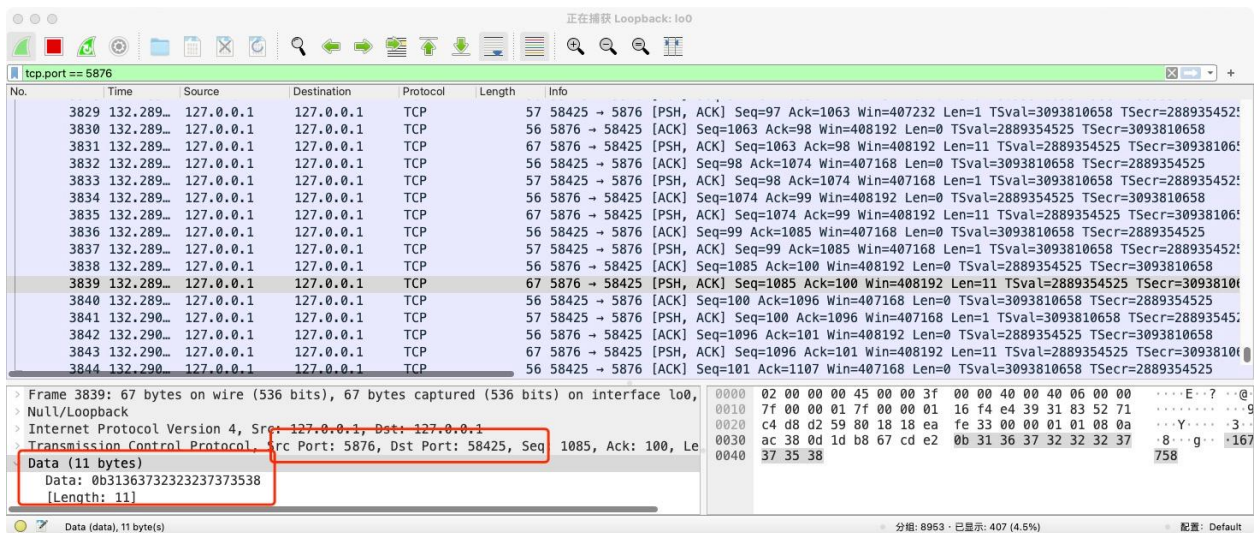 正在捕获 Loopback: lo0
tcp.port == 5876
No. Time Source Destination Protocol Length Info
3829 132.289… 127.0.0.1 127.0.0.1 TCP 57 58425 → 5876 [PSH, ACK] Seq=97 Ack=1063 Win=407232 Len=1 TSval=3093810658 TSecr=2889354525
3830 132.289… 127.0.0.1 127.0.0.1 TCP 56 5876 → 58425 [ACK] Seq=1063 Ack=98 Win=408192 Len=0 TSval=2889354525 TSecr=3093810658
3831 132.289… 127.0.0.1 127.0.0.1 TCP 67 5876 → 58425 [PSH, ACK] Seq=1063 Ack=98 Win=408192 Len=11 TSval=2889354525 TSecr=309381065
3832 132.289… 127.0.0.1 127.0.0.1 TCP 56 58425 → 5876 [ACK] Seq=98 Ack=1074 Win=407168 Len=0 TSval=3093810658 TSecr=2889354525
3833 132.289… 127.0.0.1 127.0.0.1 TCP 57 58425 → 5876 [PSH, ACK] Seq=98 Ack=1074 Win=407168 Len=1 TSval=3093810658 TSecr=2889354525
3834 132.289… 127.0.0.1 127.0.0.1 TCP 56 5876 → 58425 [ACK] Seq=1074 Ack=99 Win=408192 Len=0 TSval=2889354525 TSecr=3093810658
3835 132.289… 127.0.0.1 127.0.0.1 TCP 67 5876 → 58425 [PSH, ACK] Seq=1074 Ack=99 Win=408192 Len=11 TSval=2889354525 TSecr=309381065
3836 132.289… 127.0.0.1 127.0.0.1 TCP 56 58425 → 5876 [ACK] Seq=99 Ack=1085 Win=407168 Len=0 TSval=3093810658 TSecr=2889354525
3837 132.289… 127.0.0.1 127.0.0.1 TCP 57 58425 → 5876 [PSH, ACK] Seq=99 Ack=1085 Win=407168 Len=1 TSval=3093810658 TSecr=2889354525
3838 132.289… 127.0.0.1 127.0.0.1 TCP 56 5876 → 58425 [ACK] Seq=1085 Ack=100 Win=408192 Len=0 TSval=2889354525 TSecr=3093810658
3839 132.289… 127.0.0.1 127.0.0.1 TCP 67 5876 → 58425 [PSH, ACK] Seq=1085 Ack=100 Win=408192 Len=11 TSval=2889354525 TSecr=30938106
3840 132.289… 127.0.0.1 127.0.0.1 TCP 56 58425 → 5876 [ACK] Seq=100 Ack=1096 Win=407168 Len=0 TSval=3093810658 TSecr=2889354525
3841 132.290… 127.0.0.1 127.0.0.1 TCP 57 58425 → 5876 [PSH, ACK] Seq=100 Ack=1096 Win=407168 Len=1 TSval=3093810658 TSecr=288935452
3842 132.290… 127.0.0.1 127.0.0.1 TCP 56 5876 → 58425 [ACK] Seq=1096 Ack=101 Win=408192 Len=0 TSval=2889354525 TSecr=3093810658
3843 132.290… 127.0.0.1 127.0.0.1 TCP 67 5876 → 58425 [PSH, ACK] Seq=1096 Ack=101 Win=408192 Len=11 TSval=2889354525 TSecr=30938106
3844 132.290… 127.0.0.1 127.0.0.1 TCP 56 58425 → 5876 [ACK] Seq=101 Ack=1107 Win=407168 Len=0 TSval=3093810658 TSecr=2889354525
Frame 3839: 67 bytes on wire (536 bits), 67 bytes captured (536 bits) on interface lo0,
Null/Loopback
Internet Protocol Version 4, Src: 127.0.0.1, Dst: 127.0.0.1
Transmission Control Protocol, Src Port: 5876, Dst Port: 58425, Seq: 1085, Ack: 100, Le
Data (11 bytes)
Data: 0b31363732323237373538
[Length: 11]
0000 02 00 00 00 45 00 00 3f 00 00 40 00 40 06 00 00 ····E··? ··@·
0010 7f 00 00 01 7f 00 00 01 16 f4 e4 39 31 83 52 71 ········ ···9
0020 c4 d8 d2 59 80 18 18 ea fe 33 00 00 01 01 08 0a ···Y···· ·3··
0030 ac 38 0d 1d b8 67 cd e2 0b 31 36 37 32 32 32 37 ·8···g·· ·167
0040 37 35 38 758
Data (data), 11 byte(s)
分组: 8953 · 已显示: 407 (4.5%)
配置: Default